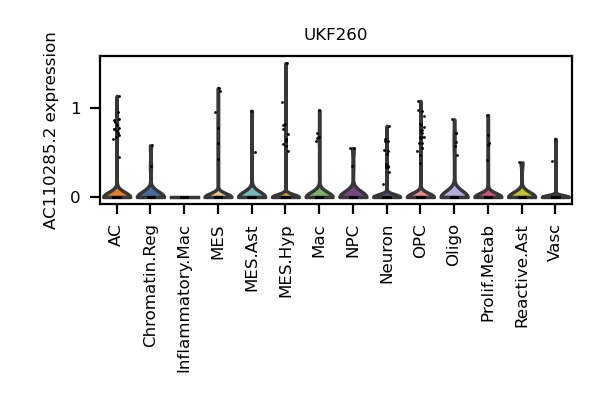 UKF260
AC110285.2 expression
1
0
AC
Chromatin.Reg
Inflammatory.Mac
MES
MES.Ast
MES.Hyp
Mac
NPC
Neuron
OPC
Oligo
Prolif.Metab
Reactive.Ast
Vasc